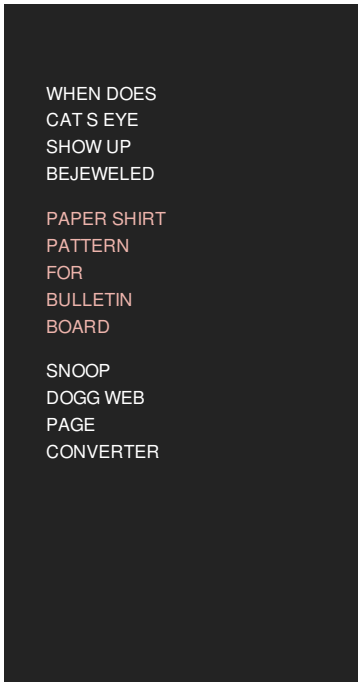 WHEN DOES
CAT S EYE
SHOW UP
BEJEWELED
PAPER SHIRT
PATTERN
FOR
BULLETIN
BOARD
SNOOP
DOGG WEB
PAGE
CONVERTER